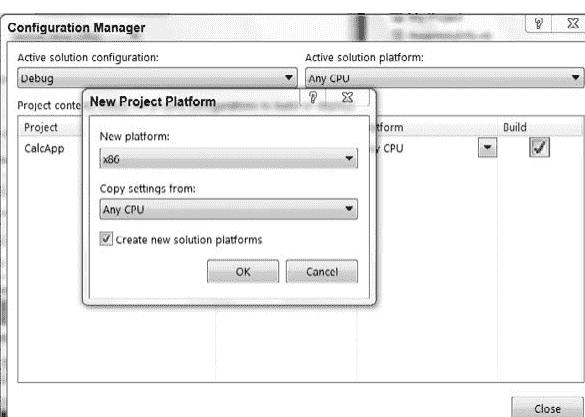 Configuration Manager
Active solution configuration:
Active solution platform:
Debug
Any CPU
Project conte
New Project Platform
Project
tform
Build
CalcApp
y CPU
New platform:
x86
Copy settings from:
Any CPU
Create new solution platforms
OK
Cancel
Close